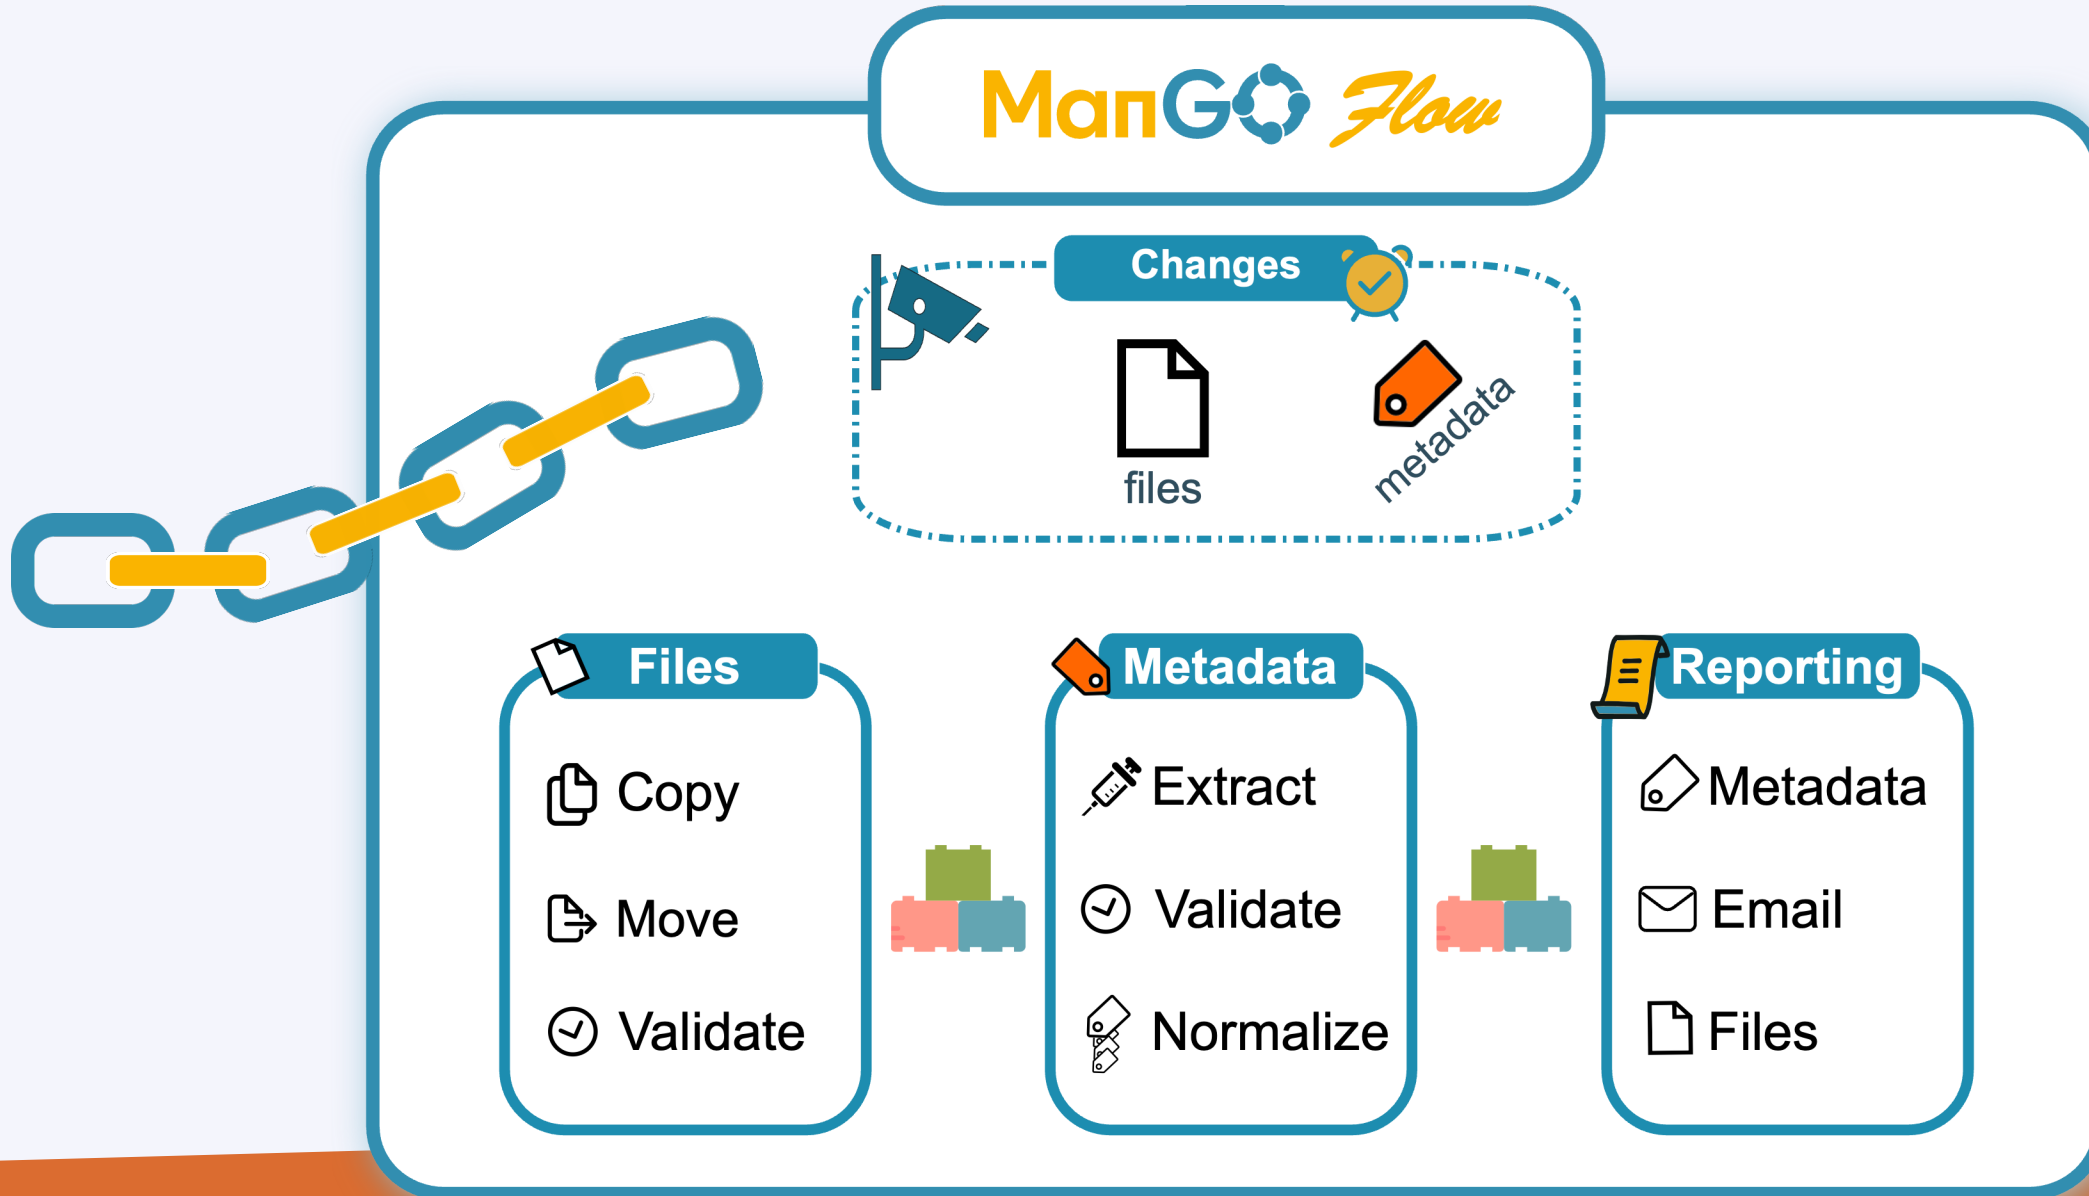 ManGO Flow
Changes
files
metadata
Files
Copy
Move
Validate
Metadata
Extract
Validate
Normalize
Reporting
Metadata
Email
Files